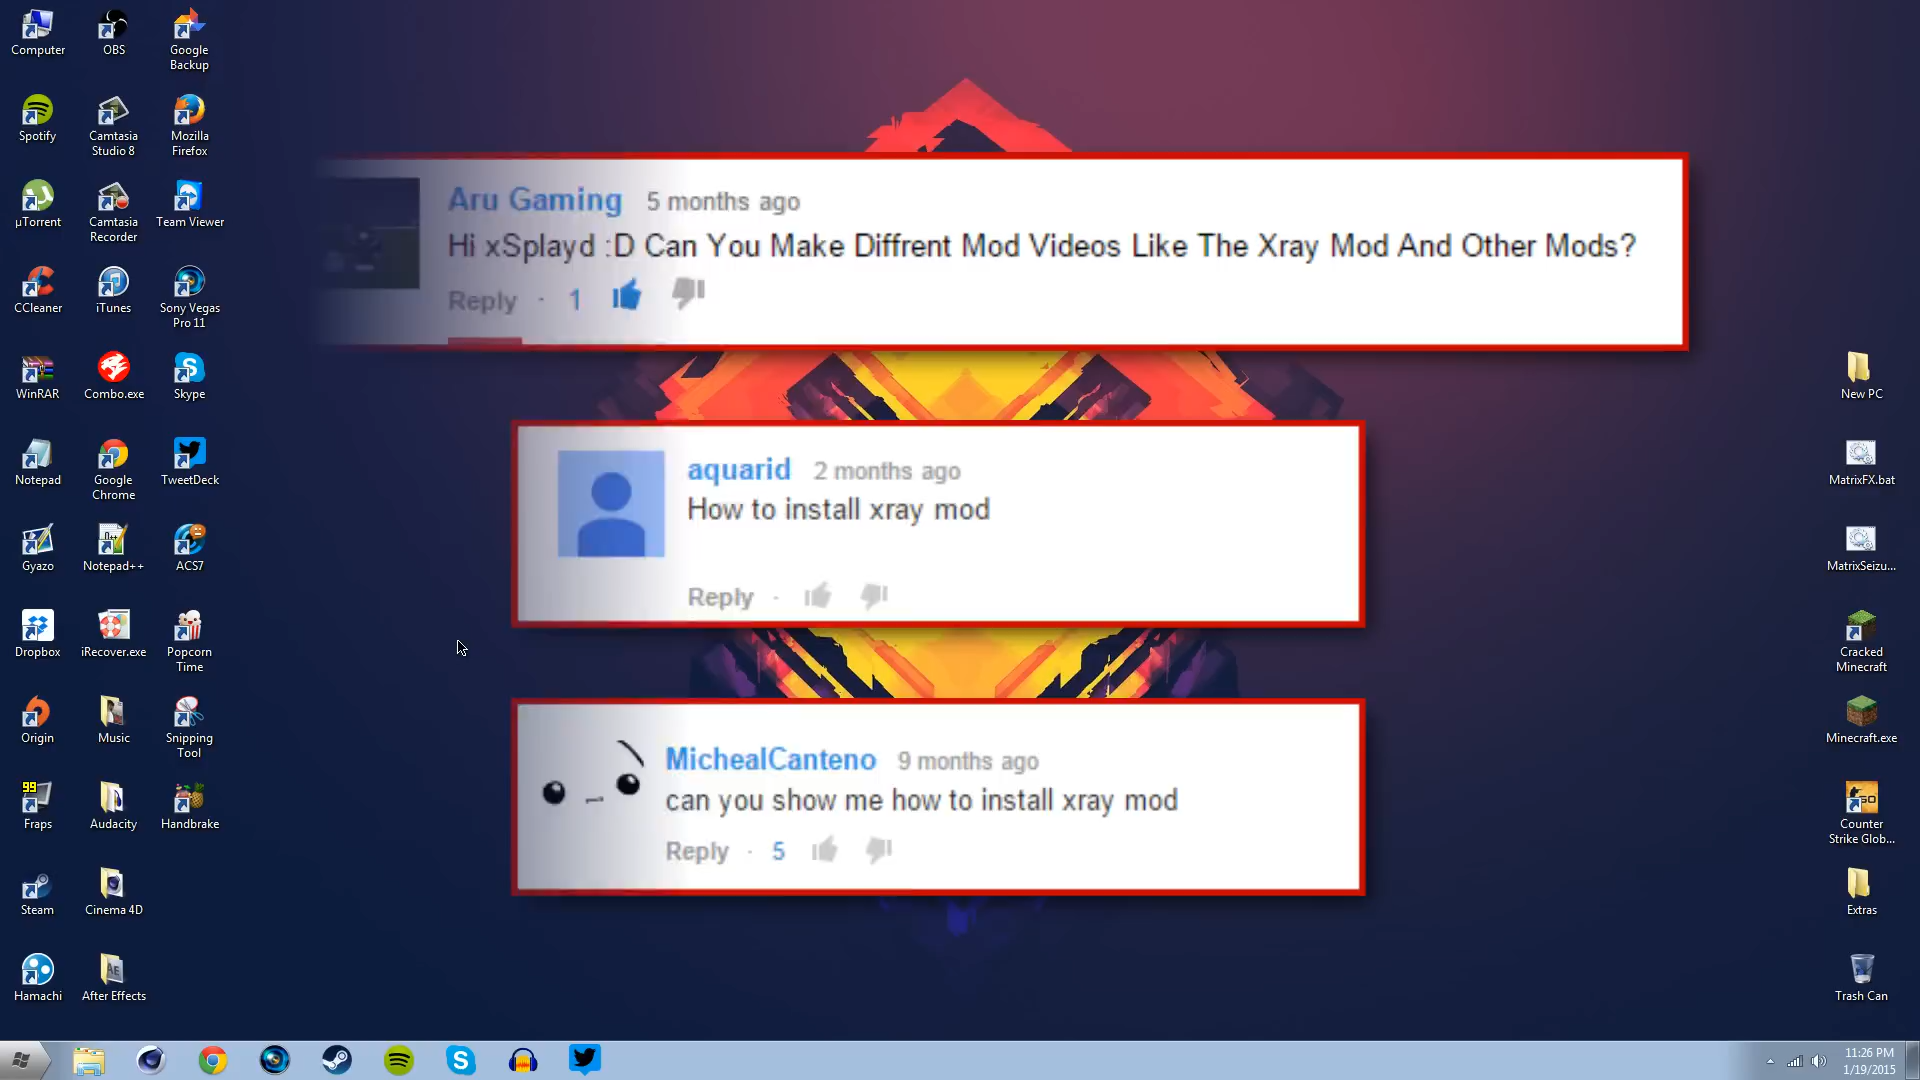 Computer
OBS
Google
Backup
Spotify
Camtasia
Studio 8
Mozilla
Firefox
µTorrent
Camtasia
Recorder
Team Viewer
CCleaner
iTunes
Sony Vegas
Pro 11
WinRAR
Combo.exe
Skype
Notepad
Google
Chrome
TweetDeck
Gyazo
Notepad++
ACS7
Dropbox
iRecover.exe
Popcorn
Time
Origin
Music
Snipping
Tool
99
Fraps
Audacity
Handbrake
Steam
Cinema 4D
Hamachi
AE
After Effects
Aru Gaming 5 months ago
Hi xSplayd :D Can You Make Diffrent Mod Videos Like The Xray Mod And Other Mods?
Reply · 1
aquarid 2 months ago
How to install xray mod
Reply ·
MichealCanteno 9 months ago
can you show me how to install xray mod
Reply · 5
New PC
MatrixFX.bat
MatrixSeizu...
Cracked
Minecraft
Minecraft.exe
GO
Counter
Strike Glob...
Extras
Trash Can
11:26 PM
1/19/2015